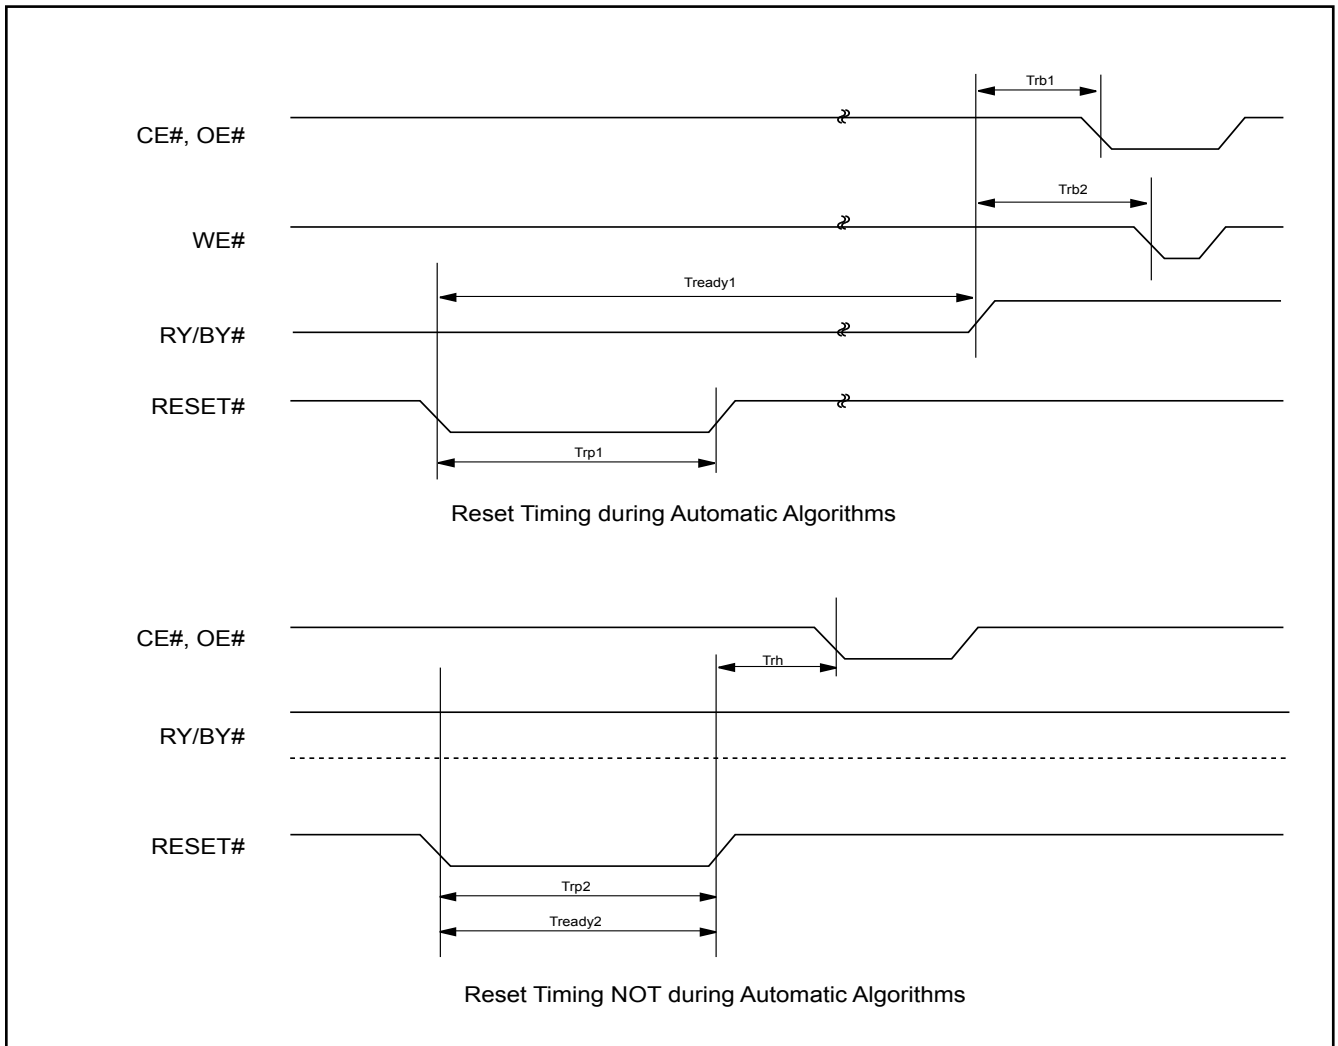 Trb1
CE#, OE#
Trb2
WE#
Tready1
RY/BY#
RESET#
Trp1
Reset Timing during Automatic Algorithms
CE#, OE#
Trh
RY/BY#
RESET#
Trp2
Tready2
Reset Timing NOT during Automatic Algorithms